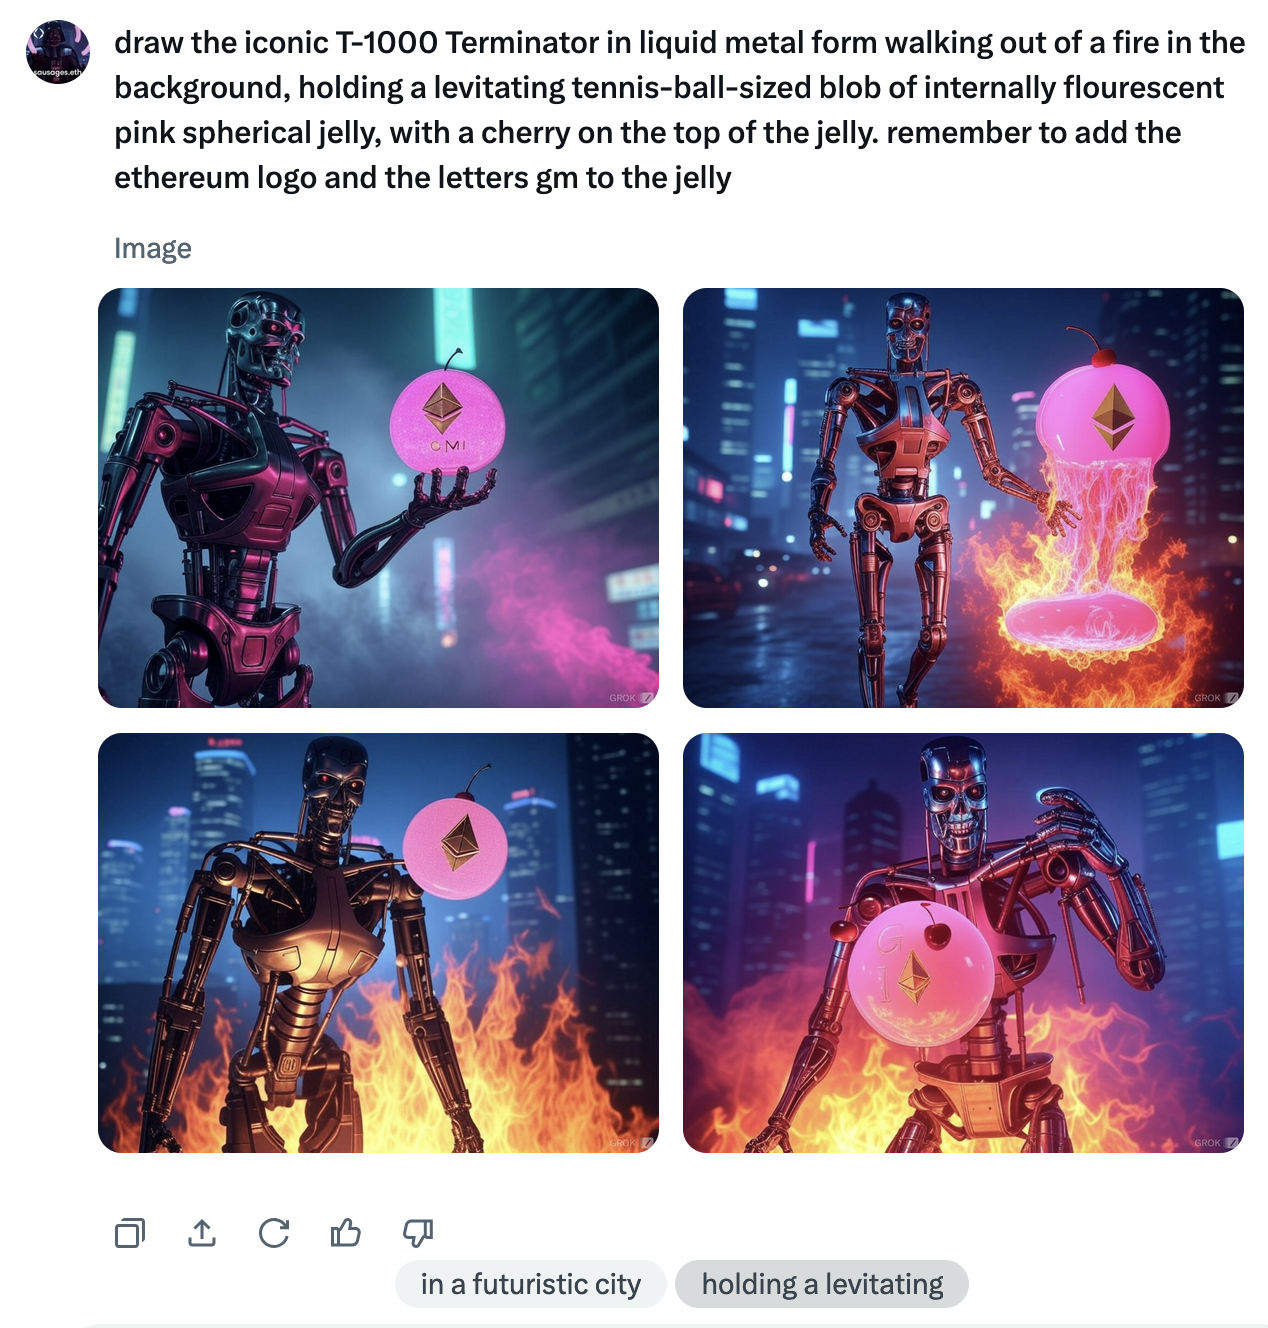 sausages.eth
draw the iconic T-1000 Terminator in liquid metal form walking out of a fire in the
background, holding a levitating tennis-ball-sized blob of internally flourescent
pink spherical jelly, with a cherry on the top of the jelly. remember to add the
ethereum logo and the letters gm to the jelly
Image
GMI
GROK
GROK
GROK
G
GROK
in a futuristic city
holding a levitating